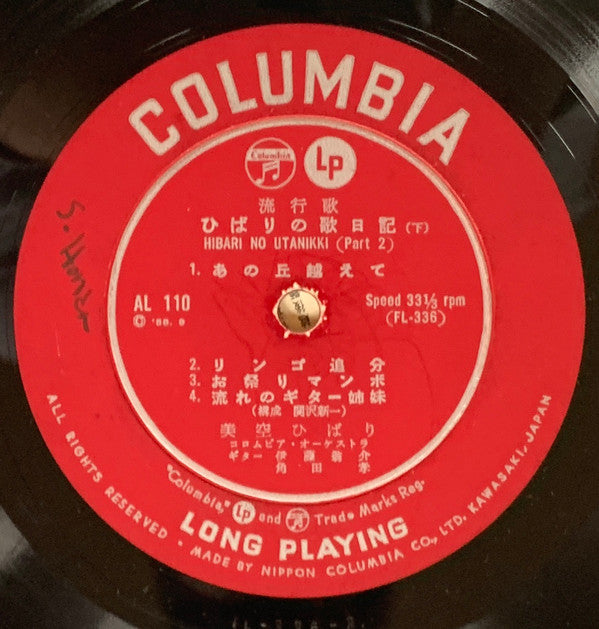 COLUMBIA
Columbia
LP
流行歌
ひばりの歌日記(下)
HIBARI NO UTANIKKI (Part 2)
1. あの丘越えて
AL 110
Speed 33⅓ rpm
(FL-336)
2. リンゴ追分
3. お祭りマンボ
4. 流れのギター姉妹
(構成 関沢新一)
美空ひばり
コロムビア・オーケストラ
ギター 伊藤翁介
角田孝
"Columbia," LP and Trade Marks Reg.
LONG PLAYING
ALL RIGHTS RESERVED - MADE BY NIPPON COLUMBIA CO., LTD. KAWASAKI, JAPAN